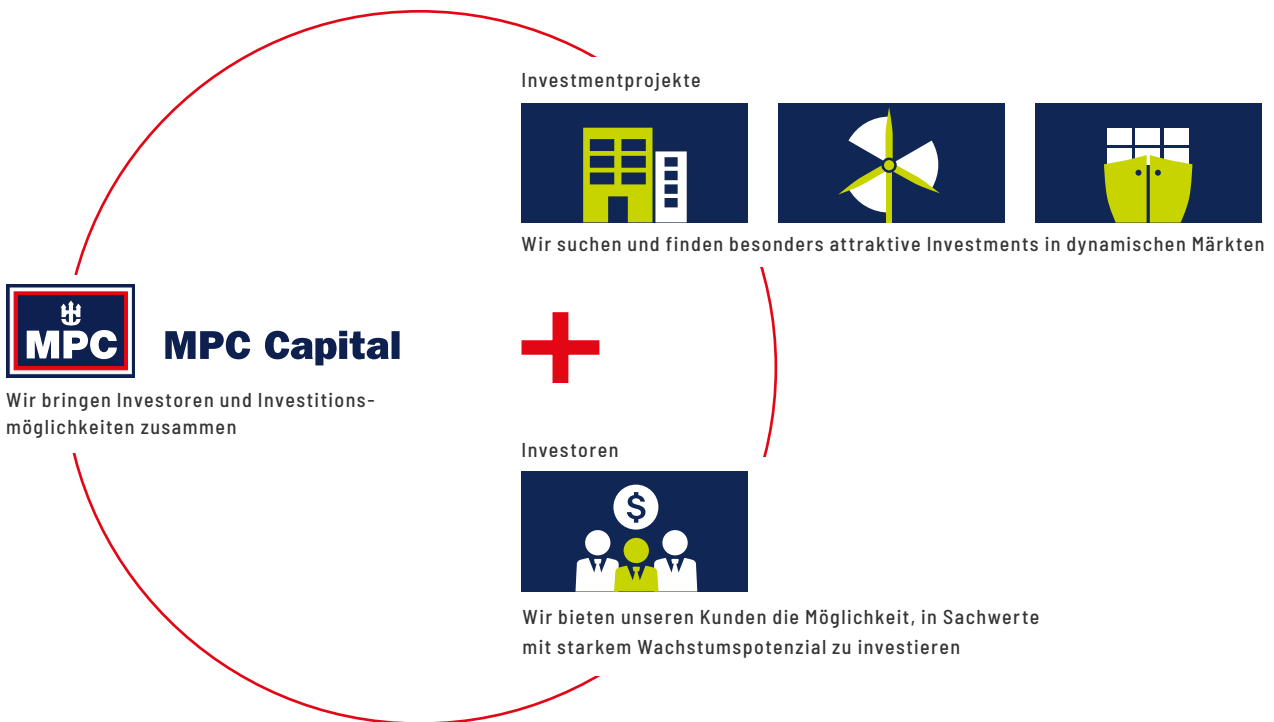 Investmentprojekte
Wir suchen und finden besonders attraktive Investments in dynamischen Märkten
MPC
MPC Capital
Wir bringen Investoren und Investitions-
möglichkeiten zusammen
Investoren
$
Wir bieten unseren Kunden die Möglichkeit, in Sachwerte
mit starkem Wachstumspotenzial zu investieren